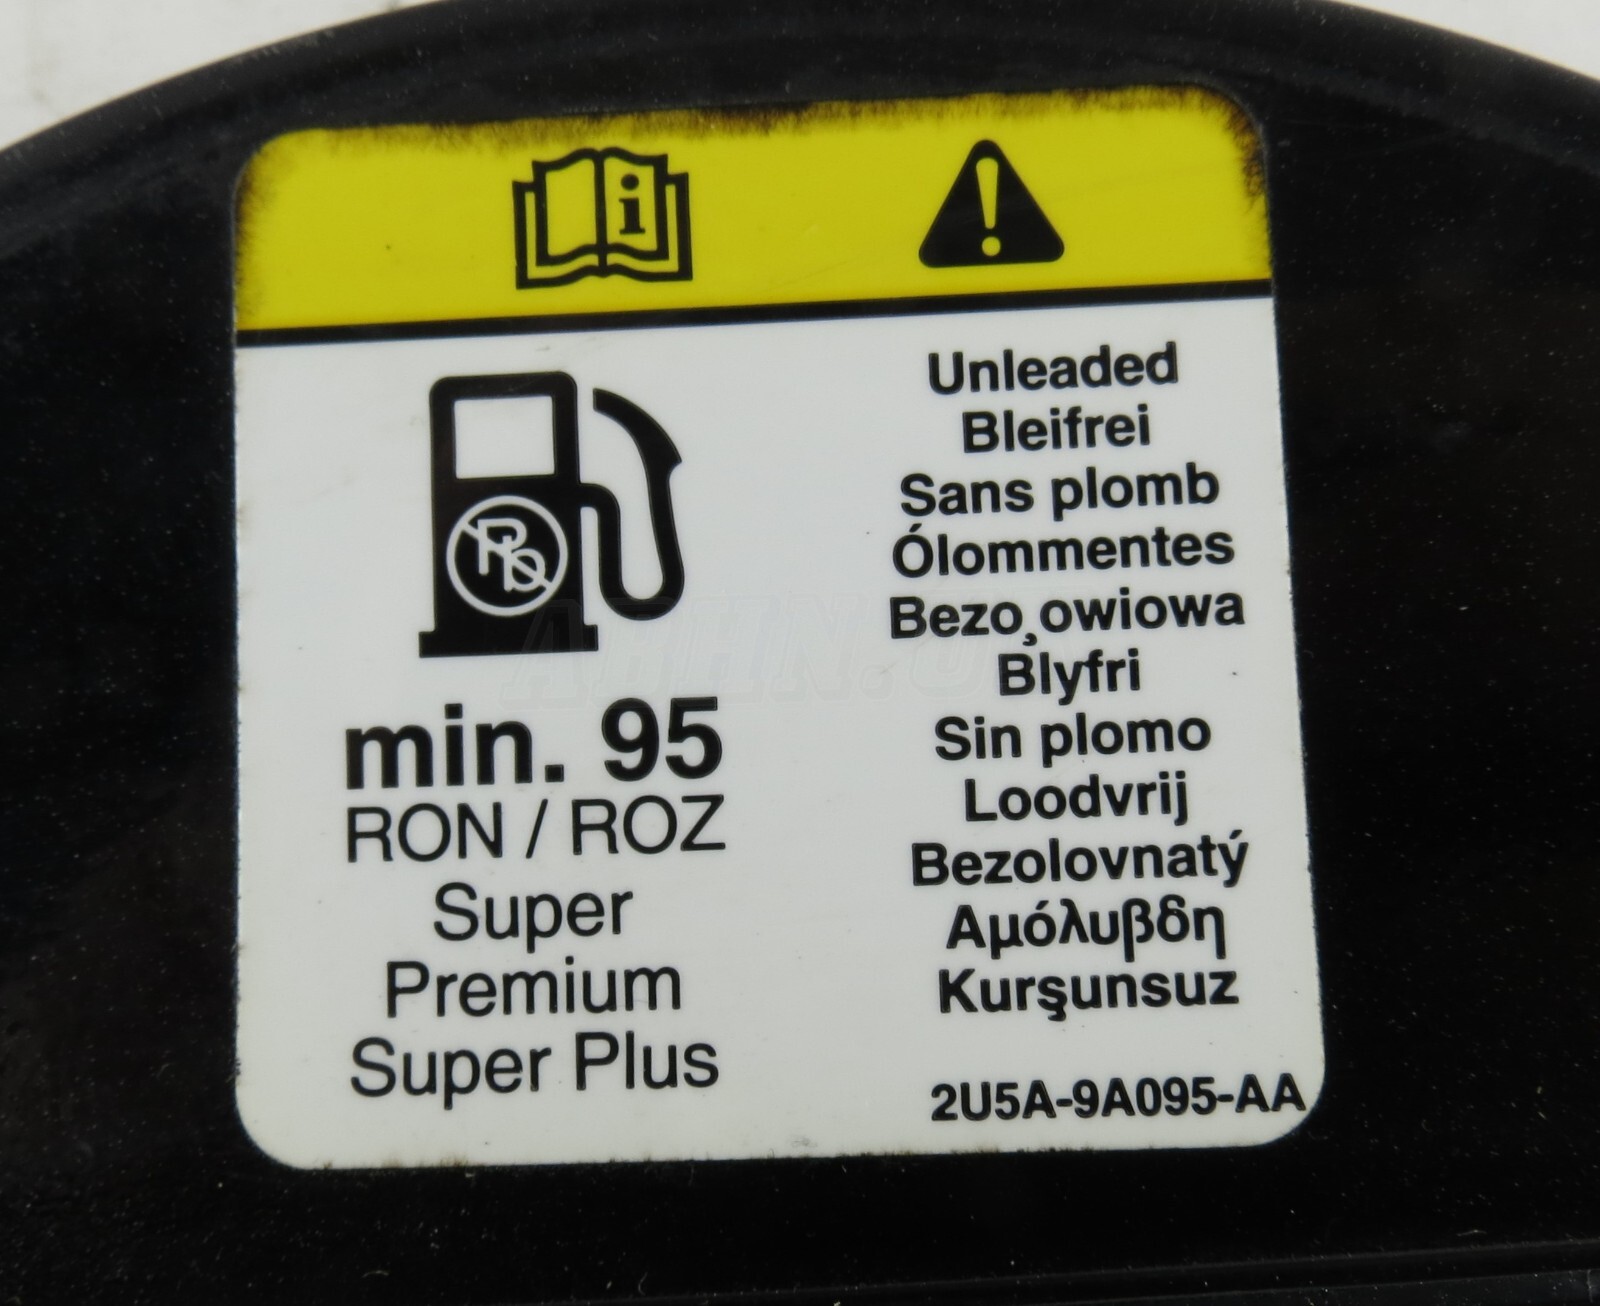 Pb
min. 95
RON / ROZ
Super
Premium
Super Plus
Unleaded
Bleifrei
Sans plomb
Ólommentes
Bezo¸owiowa
Blyfri
Sin plomo
Loodvrij
Bezolovnatý
Αμόλυβδη
Kurşunsuz
2U5A-9A095-AA